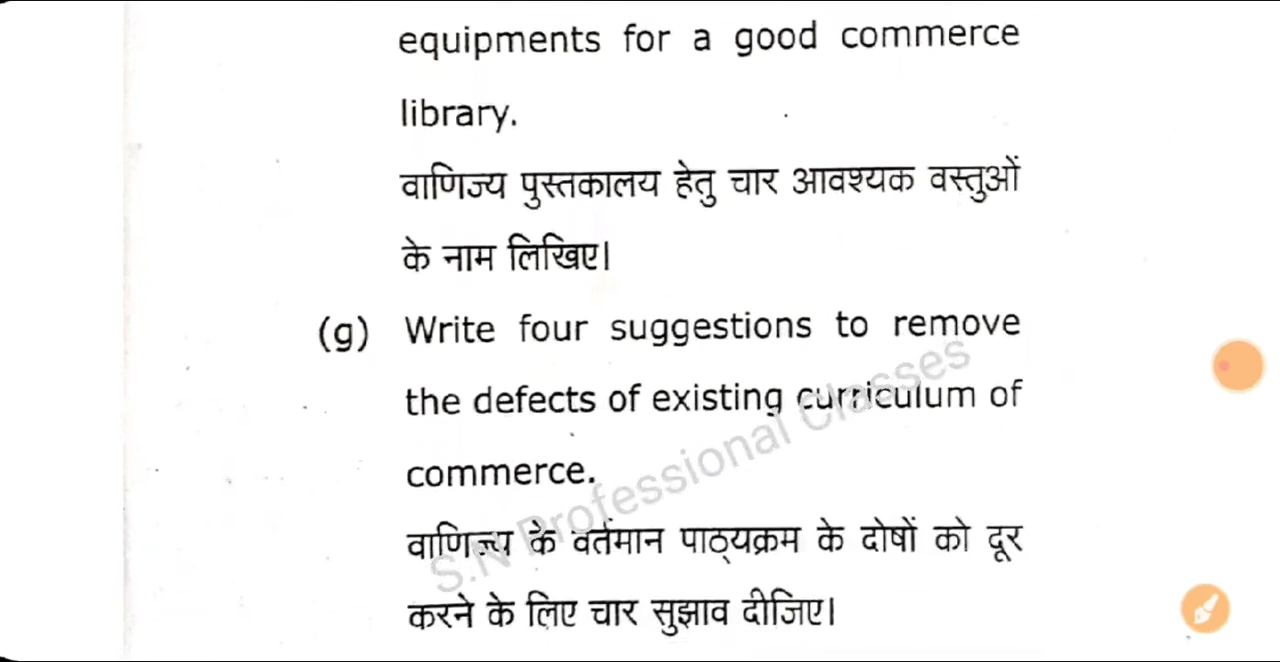 equipments for a good commerce
library.
वाणिज्य पुस्तकालय हेतु चार आवश्यक वस्तुओं
के नाम लिखिए।
(g) Write four suggestions to remove
the defects of existing curriculum of
commerce.
वाणिज्य के वर्तमान पाठ्यक्रम के दोषों को दूर
करने के लिए चार सुझाव दीजिए।
S.N Professional Classes